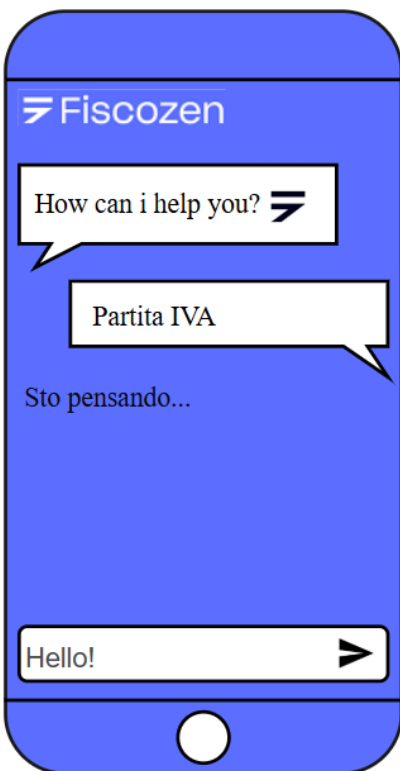 Fiscozen
How can i help you?
Partita IVA
Sto pensando...
Hello!